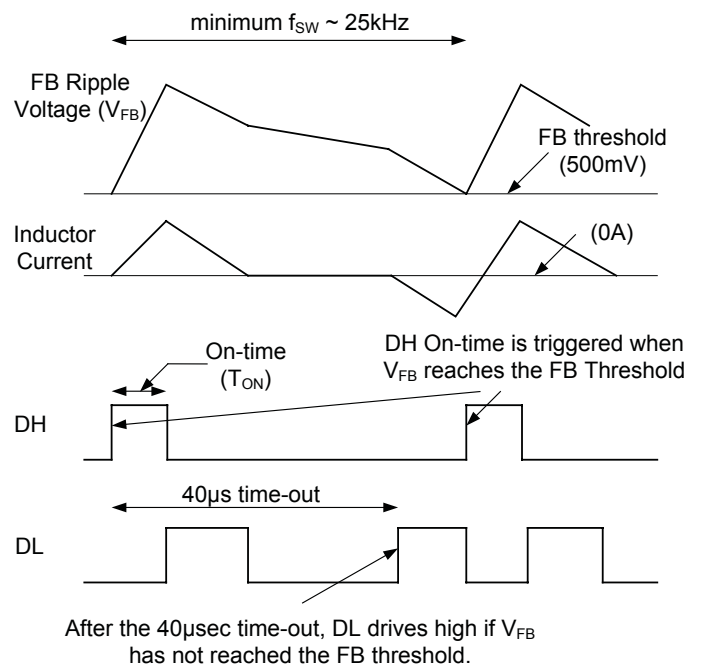 minimum fSW ~ 25kHz
FB Ripple
Voltage (VFB)
FB threshold
(500mV)
Inductor
Current
(0A)
On-time
(TON)
DH On-time is triggered when
VFB reaches the FB Threshold
DH
40µs time-out
DL
After the 40µsec time-out, DL drives high if VFB
has not reached the FB threshold.